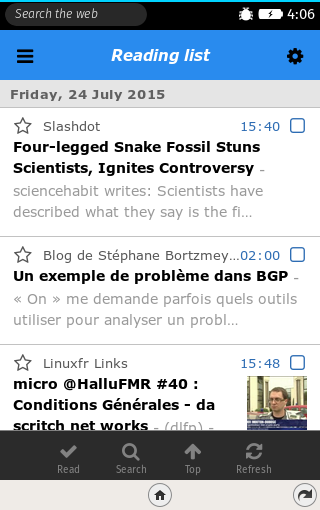 Search the web
4:06
Reading list
Friday, 24 July 2015
Slashdot 15:40
Four-legged Snake Fossil Stuns
Scientists, Ignites Controversy -
sciencehabit writes: Scientists have
described what they say is the fi...
Blog de Stéphane Bortzmey... 02:00
Un exemple de problème dans BGP -
« On » me demande parfois quels outils
utiliser pour analyser un probl...
Linuxfr Links 15:48
micro @HalluFMR #40 :
Conditions Générales - da
scritch net works - (dlfp) -
Read Search Top Refresh